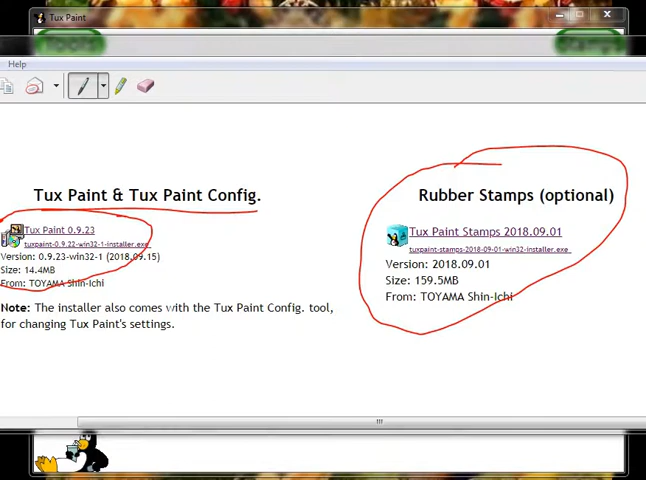 Tux Paint
Stamps
Help
Tux Paint & Tux Paint Config.
Tux Paint 0.9.23
tuxpaint-0.9.22-win32-1-installer.exe
Version: 0.9.23-win32-1 (2018.09.15)
Size: 14.4MB
From: TOYAMA Shin-Ichi
Note: The installer also comes with the Tux Paint Config. tool,
for changing Tux Paint's settings.
Rubber Stamps (optional)
Tux Paint Stamps 2018.09.01
tuxpaint-stamps-2018-09-01-win32-installer.exe
Version: 2018.09.01
Size: 159.5MB
From: TOYAMA Shin-Ichi